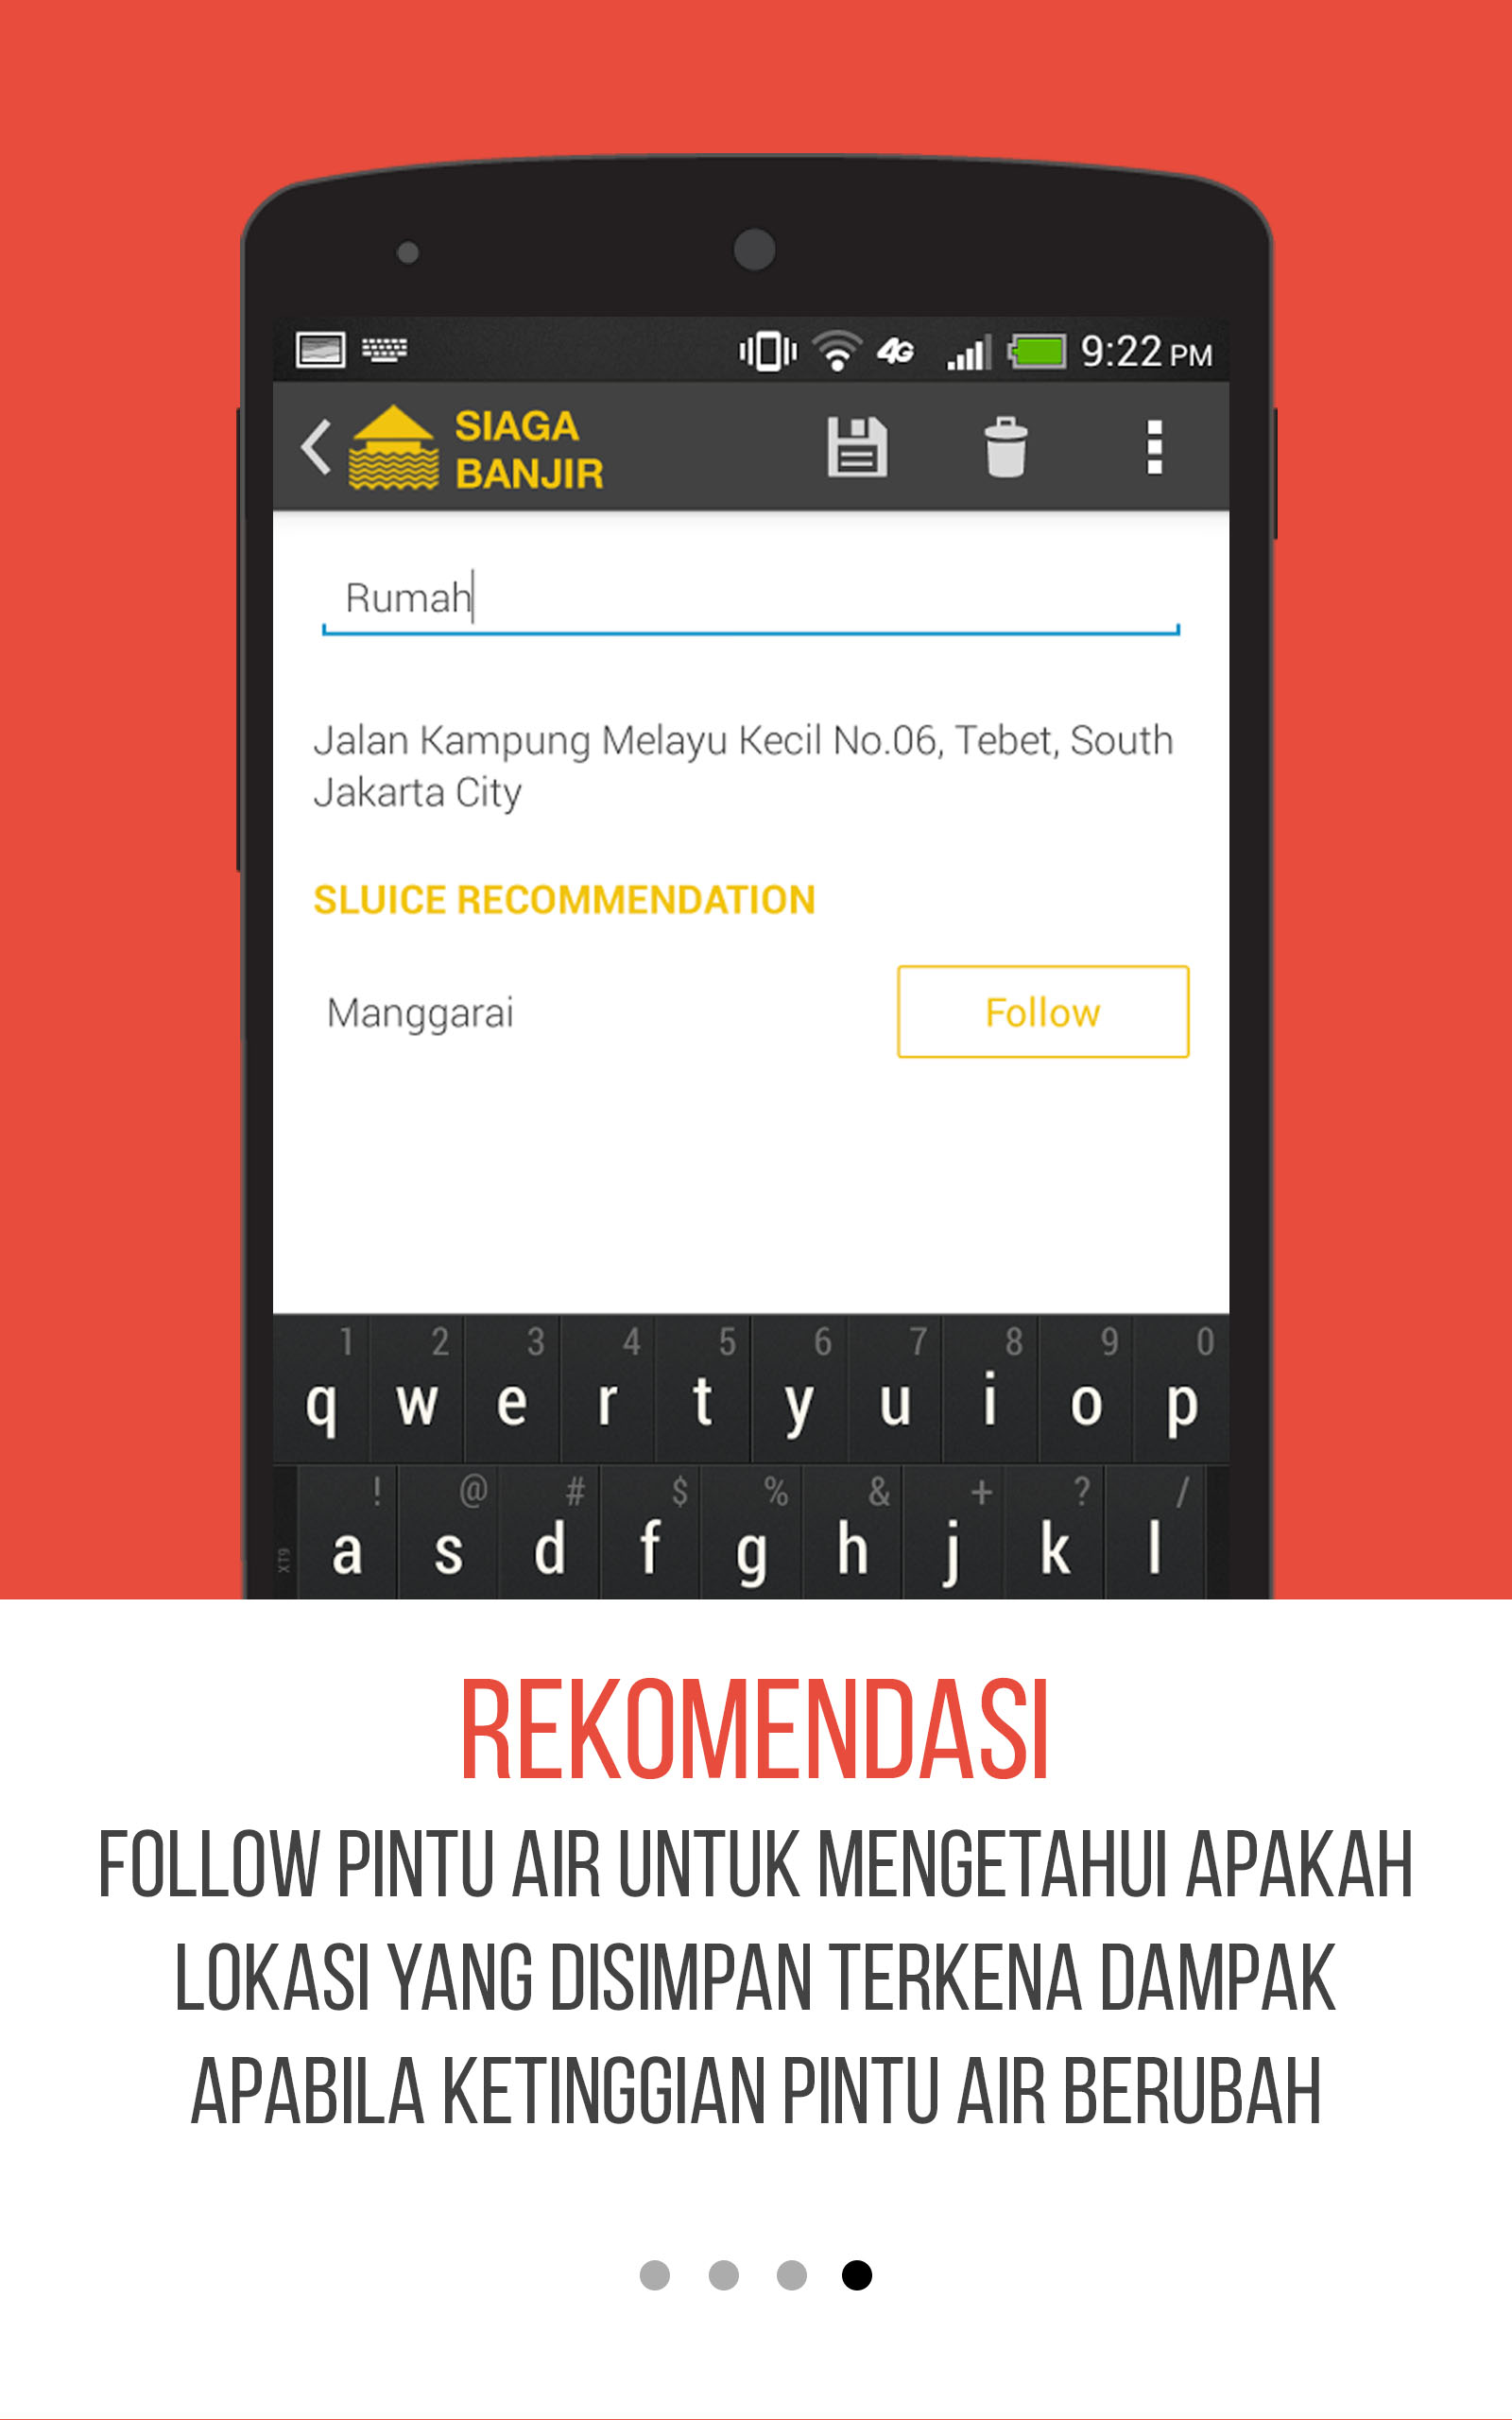 4G 9:22 PM
SIAGA
BANJIR
Rumah
Jalan Kampung Melayu Kecil No.06, Tebet, South
Jakarta City
SLUICE RECOMMENDATION
Manggarai Follow
1 2 3 4 5 6 7 8 9 0
q w e r t y u i o p
! @ # $ % & + ? /
XT9 a s d f g h j k l
REKOMENDASI
FOLLOW PINTU AIR UNTUK MENGETAHUI APAKAH
LOKASI YANG DISIMPAN TERKENA DAMPAK
APABILA KETINGGIAN PINTU AIR BERUBAH